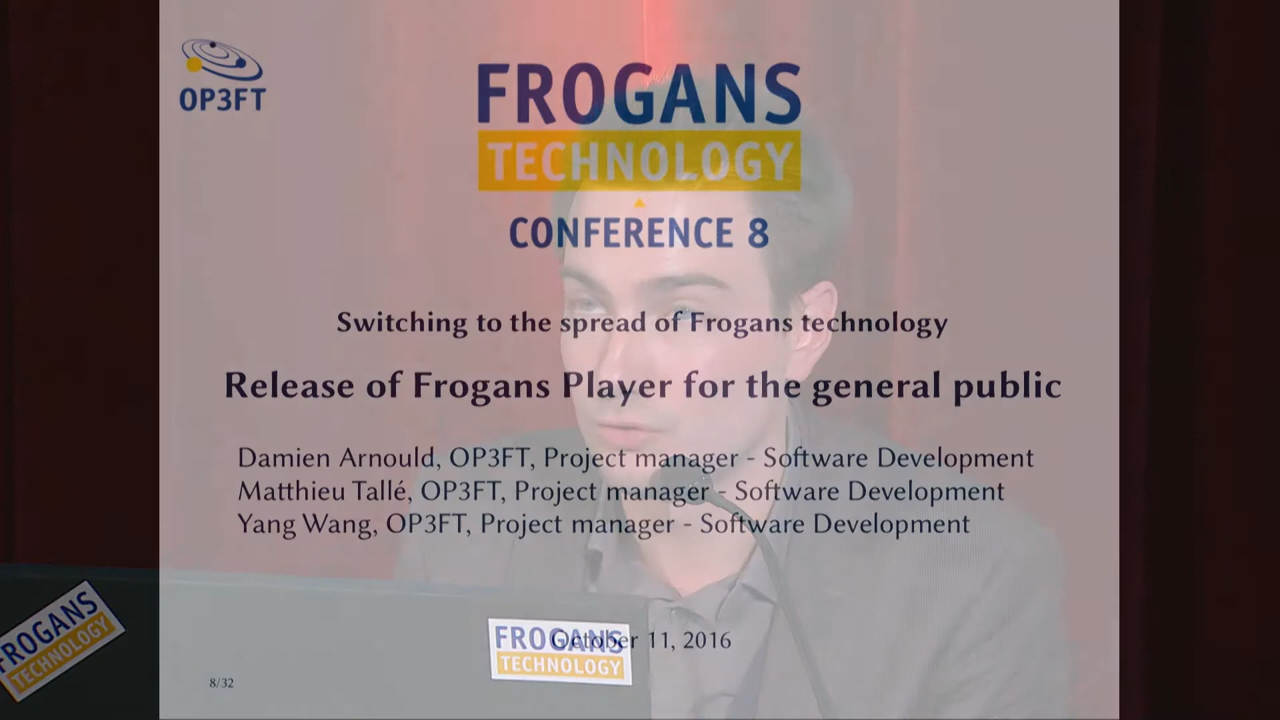 OP3FT
FROGANS
TECHNOLOGY
CONFERENCE 8
Switching to the spread of Frogans technology
Release of Frogans Player for the general public
Damien Arnould, OP3FT, Project manager - Software Development
Matthieu Tallé, OP3FT, Project manager - Software Development
Yang Wang, OP3FT, Project manager - Software Development
October 11, 2016
FROGANS
TECHNOLOGY
FROGANS
TECHNOLOGY
8/32